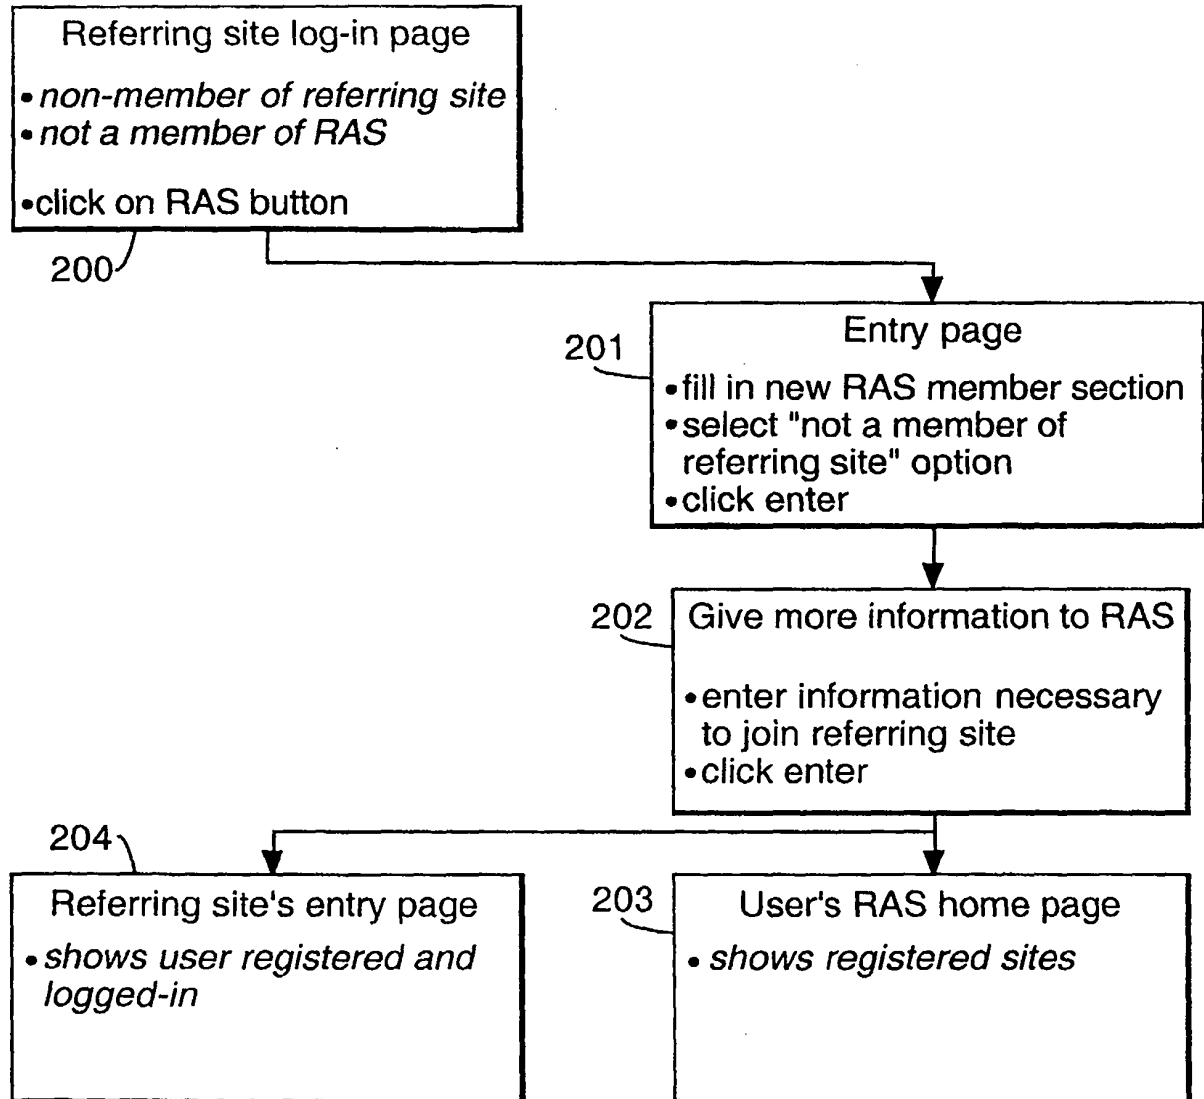 Referring site log-in page
• non-member of referring site
• not a member of RAS
• click on RAS button
200
201
Entry page
• fill in new RAS member section
• select "not a member of
referring site" option
• click enter
202
Give more information to RAS
• enter information necessary
to join referring site
• click enter
204
Referring site's entry page
• shows user registered and
logged-in
203
User's RAS home page
• shows registered sites